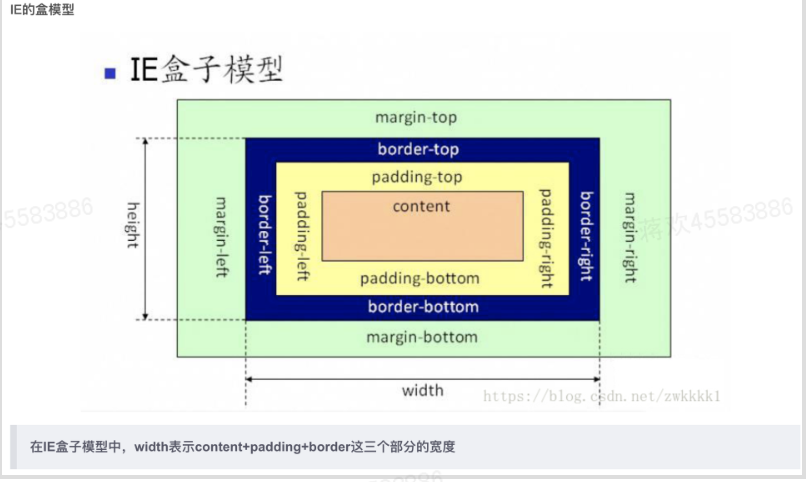 IE的盒模型
IE盒子模型
margin-top
border-top
padding-top
content
height
margin-left
border-left
padding-left
padding-right
border-right
margin-right
padding-bottom
border-bottom
margin-bottom
width
https://blog.csdn.net/zwkkkk1
在IE盒子模型中，width表示content+padding+border这三个部分的宽度
45583886
蒋欢45583886